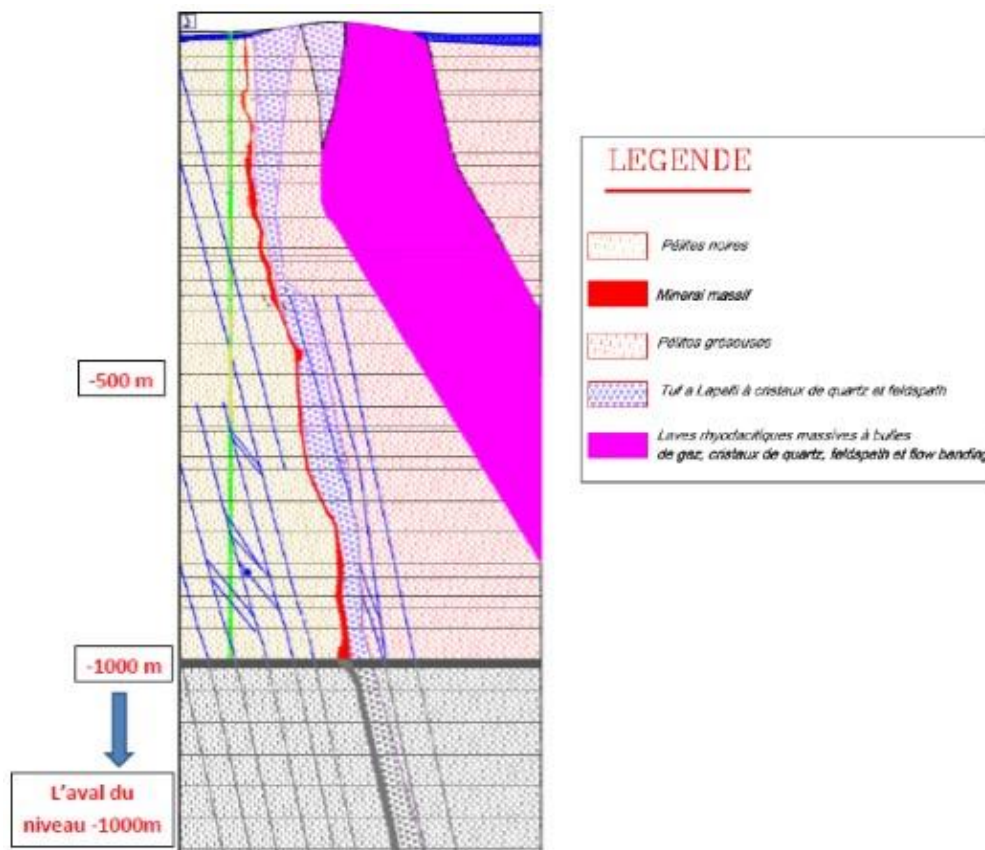 -500 m
-1000 m
L'aval du
niveau -1000m
LEGENDE
Pélites noires
Minerai massif
Pélites gréseuses
Tuf a Lapelli à cristaux de quartz et feldspath
Laves rhyodacitiques massives à bulles
de gaz, cristaux de quartz, feldspath et flow banding